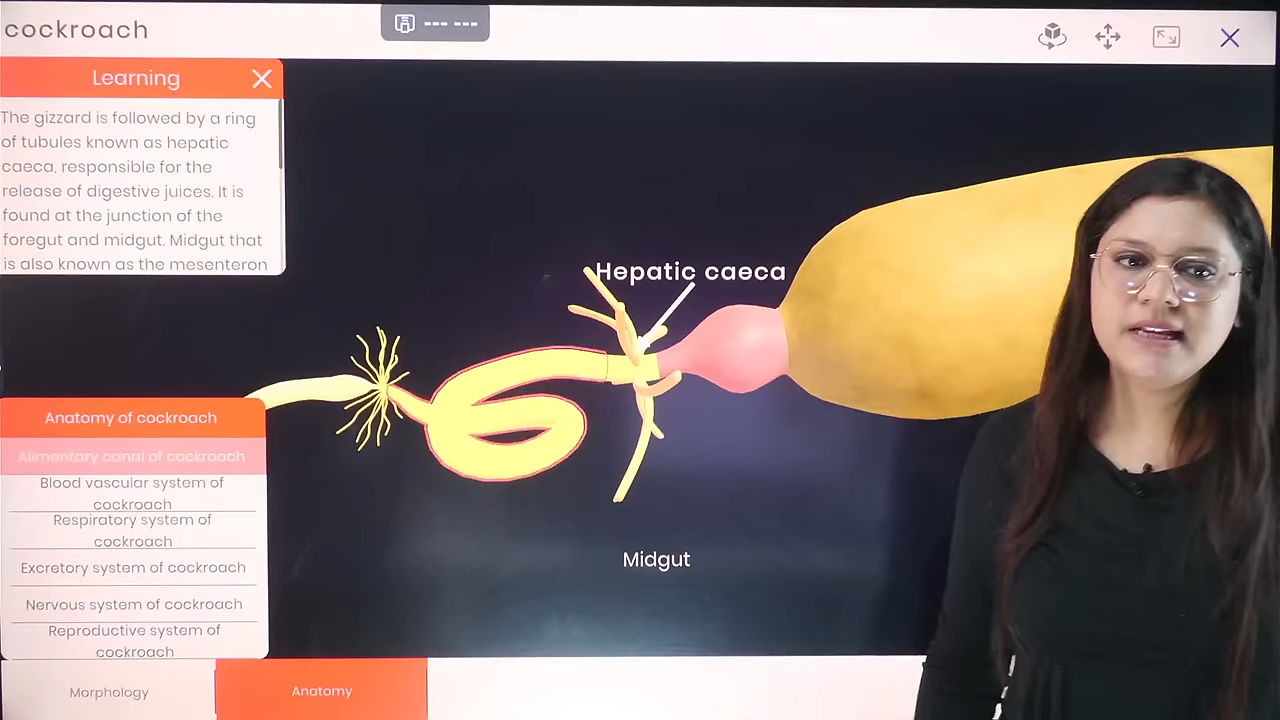 cockroach
Learning
The gizzard is followed by a ring
of tubules known as hepatic
caeca, responsible for the
release of digestive juices. It is
found at the junction of the
foregut and midgut. Midgut that
is also known as the mesenteron
Hepatic caeca
Anatomy of cockroach
Alimentary canal of cockroach
Blood vascular system of
cockroach
Respiratory system of
cockroach
Excretory system of cockroach
Nervous system of cockroach
Reproductive system of
cockroach
Midgut
Morphology
Anatomy